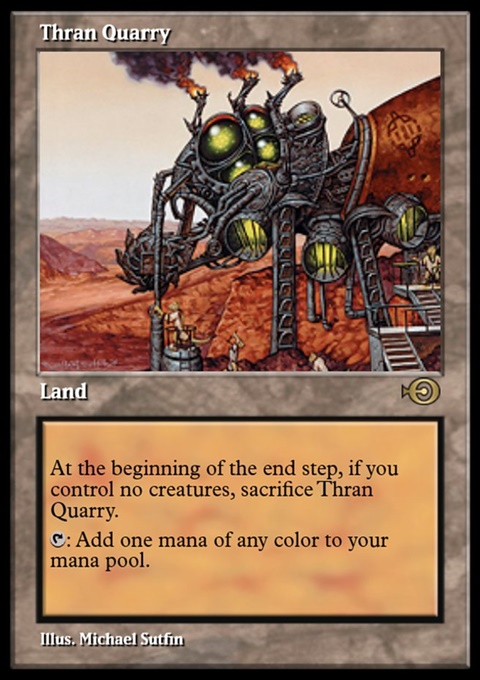 Thran Quarry
Land
At the beginning of the end step, if you
control no creatures, sacrifice Thran
Quarry.
: Add one mana of any color to your
mana pool.
Illus. Michael Sutfin